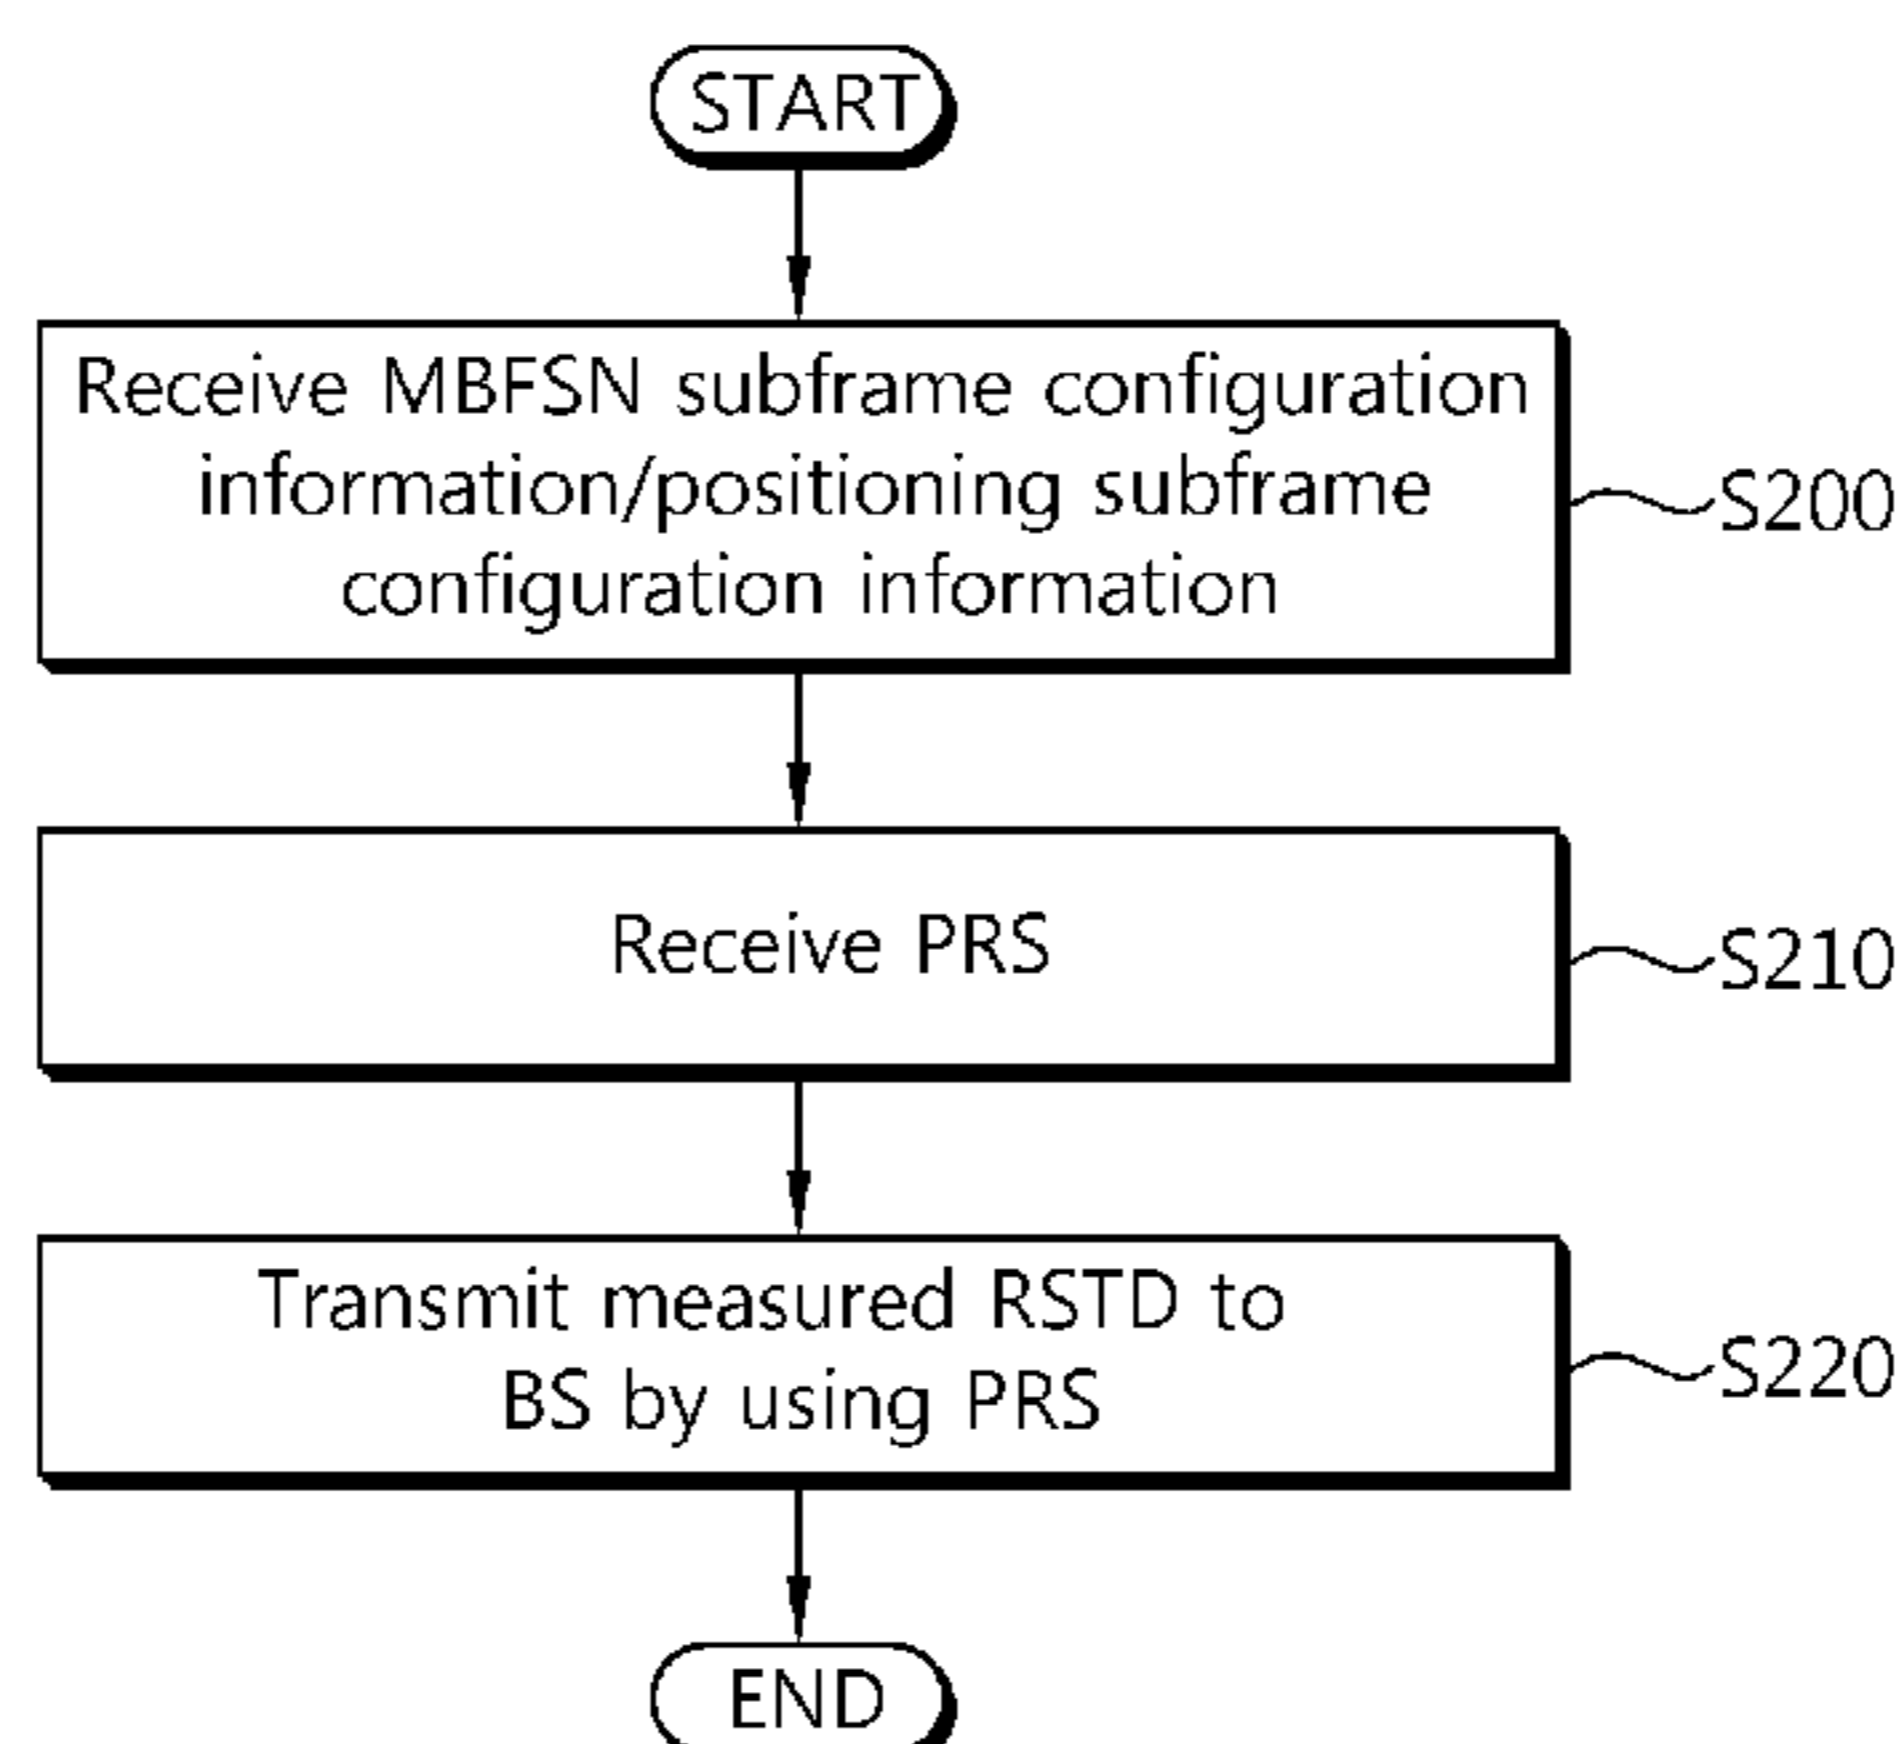 START
Receive MBFSN subframe configuration
information/positioning subframe
configuration information
S200
Receive PRS
S210
Transmit measured RSTD to
BS by using PRS
S220
END